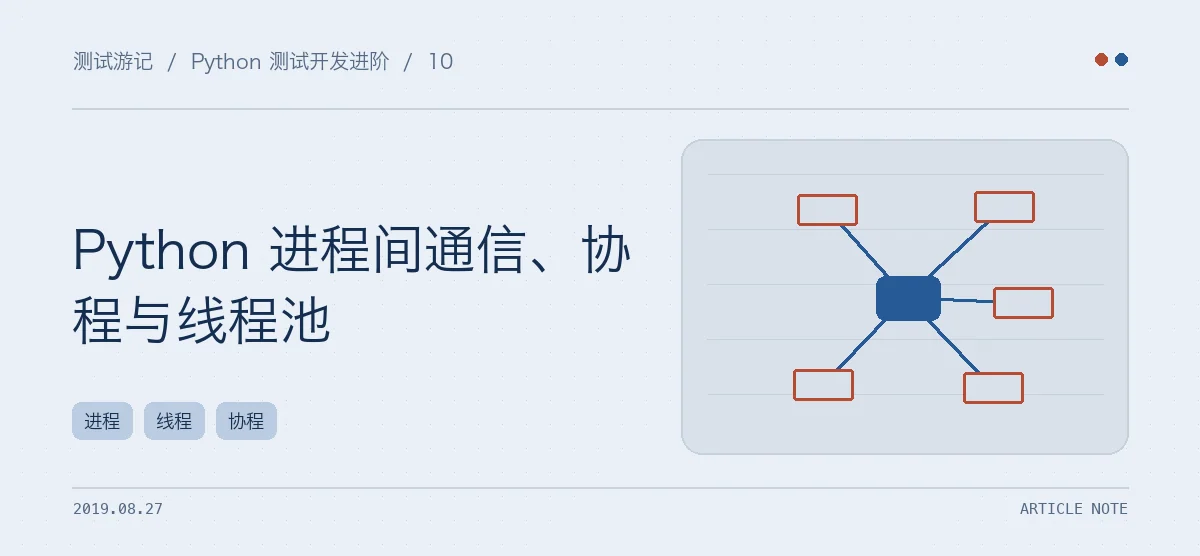 测试游记 / Python 测试开发进阶 / 10
Python 进程间通信、协
程与线程池
进程 线程 协程
2019.08.27
ARTICLE NOTE